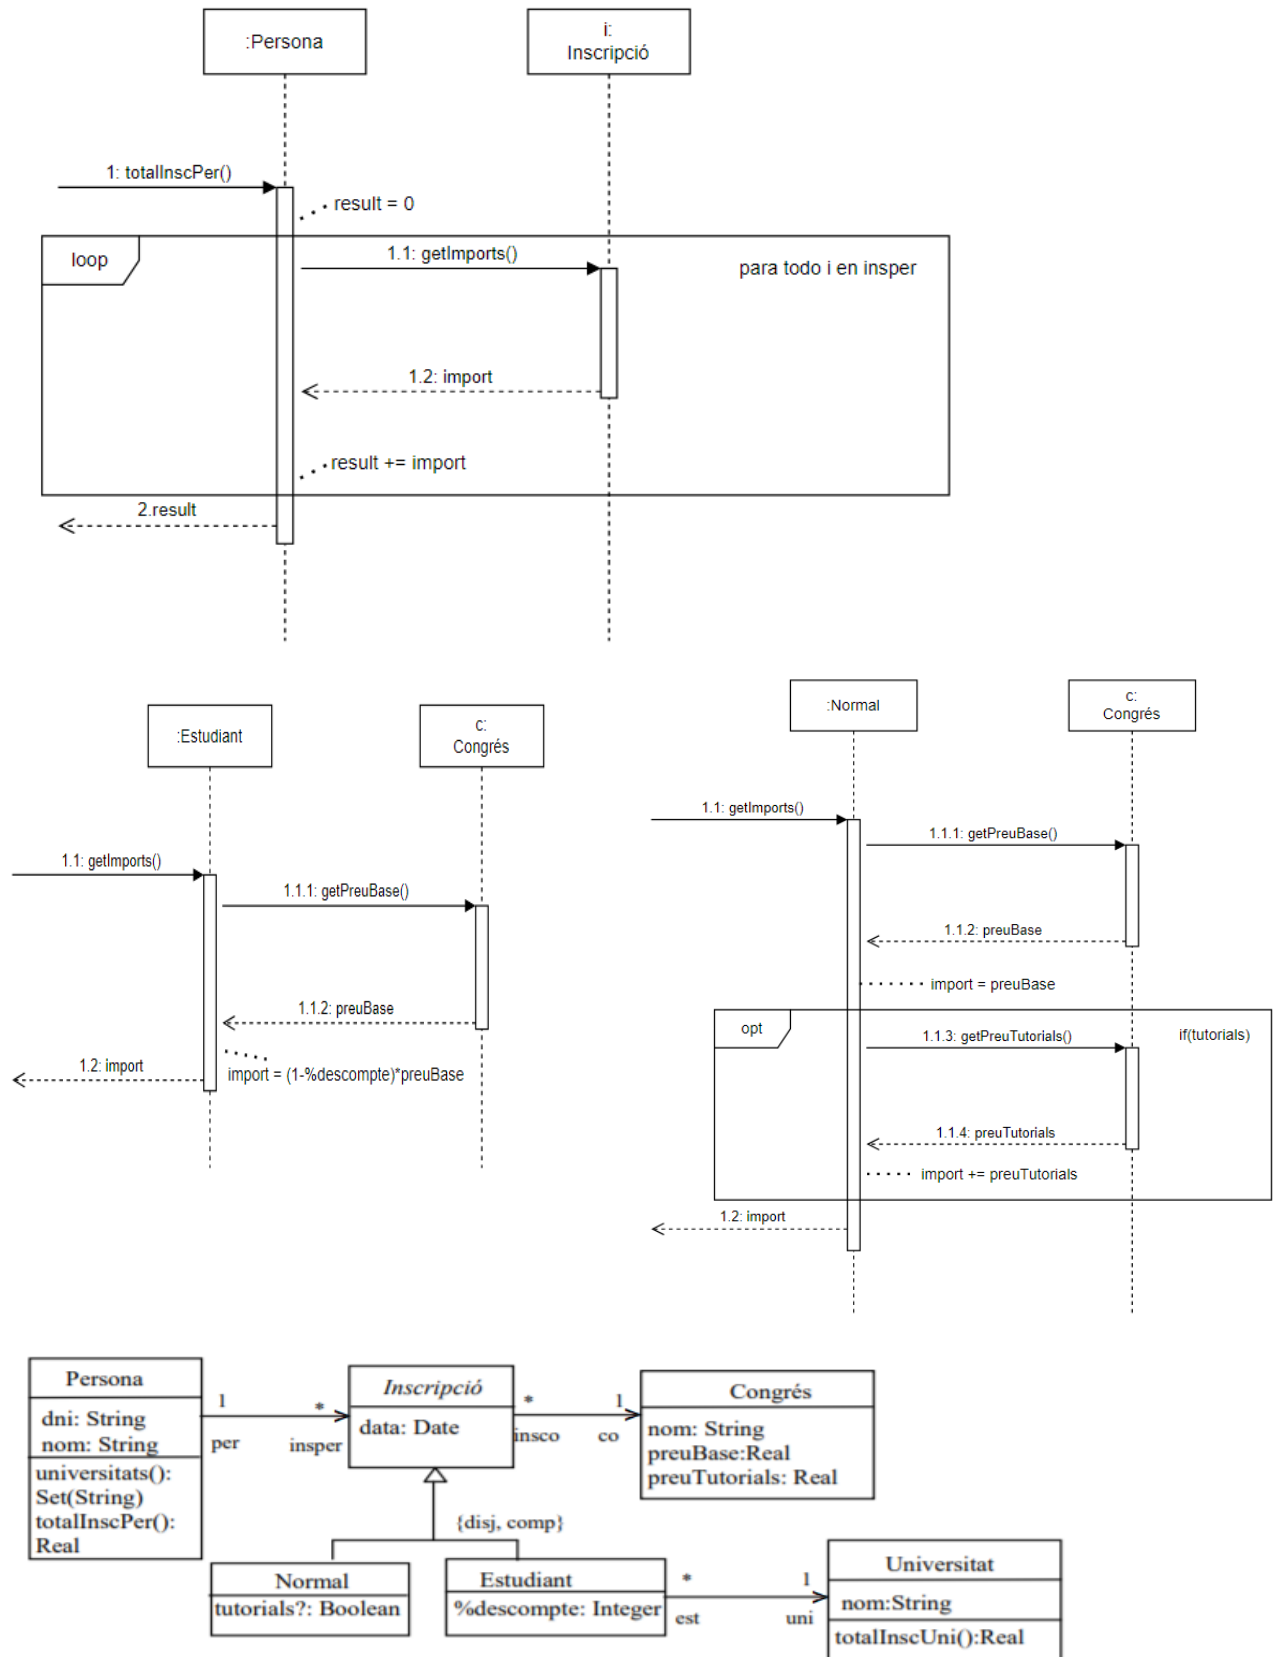 :Persona
i:
Inscripció
1: totalInscPer()
result = 0
loop
1.1: getImports()
para todo i en insper
1.2: import
result += import
2.result
:Estudiant
c:
Congrés
1.1: getImports()
1.1.1: getPreuBase()
1.1.2: preuBase
import = (1-%descompte)*preuBase
1.2: import
:Normal
c:
Congrés
1.1: getImports()
1.1.1: getPreuBase()
1.1.2: preuBase
import = preuBase
opt
1.1.3: getPreuTutorials()
if(tutorials)
1.1.4: preuTutorials
import += preuTutorials
1.2: import
Persona
dni: String
nom: String
universitats():
Set(String)
totalInscPer():
Real
1
per
*
insper
Inscripció
data: Date
*
insco
1
co
Congrés
nom: String
preuBase:Real
preuTutorials: Real
{disj, comp}
Normal
tutorials?: Boolean
Estudiant
%descompte: Integer
*
est
1
uni
Universitat
nom:String
totalInscUni():Real